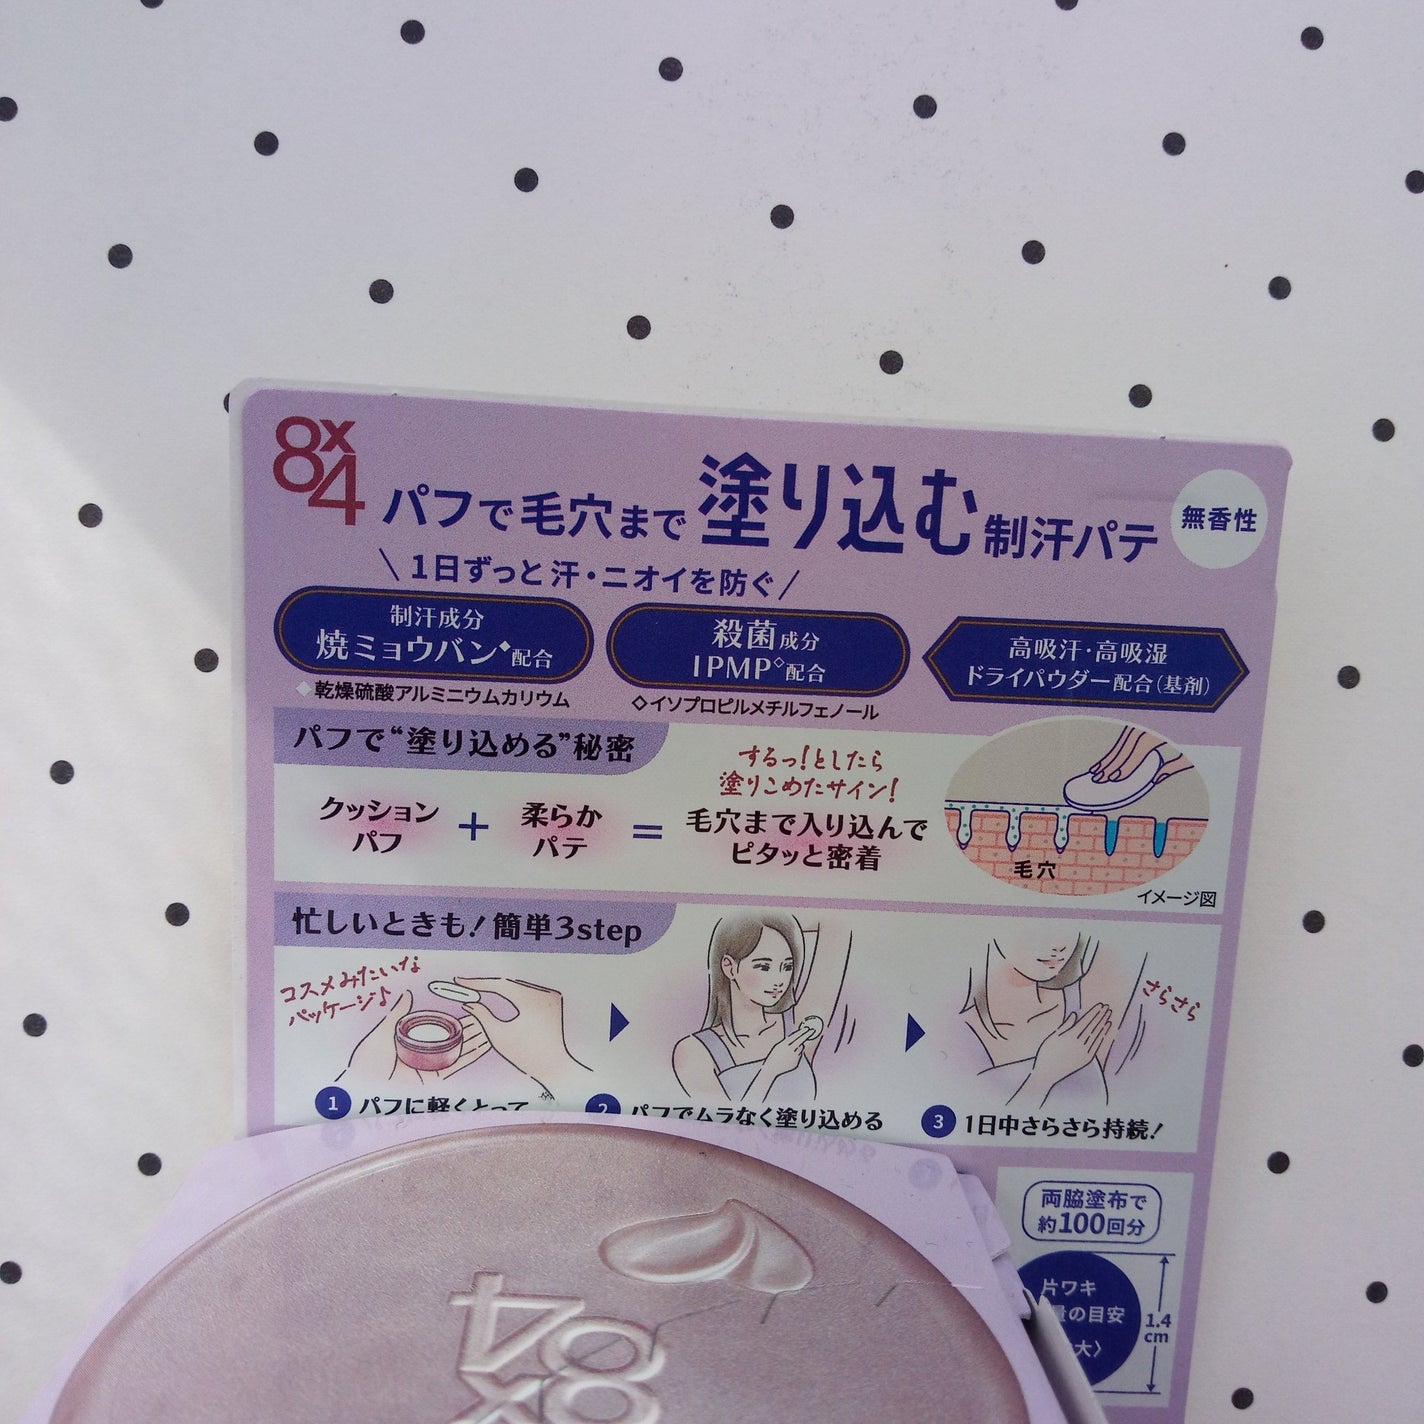 8x4
パフで毛穴まで塗り込む制汗パテ
無香性
\ 1日ずっと汗・ニオイを防ぐ /
制汗成分
焼ミョウバン◆配合
◆乾燥硫酸アルミニウムカリウム
殺菌成分
IPMP◇配合
◇イソプロピルメチルフェノール
高吸汗・高吸湿
ドライパウダー配合(基剤)
パフで“塗り込める”秘密
クッション
パフ
+
柔らか
パテ
=
するっ!としたら
塗りこめたサイン!
毛穴まで入り込んで
ピタッと密着
毛穴
イメージ図
忙しいときも!簡単3step
コスメみたいな
パッケージ♪
さらさら
1 パフに軽くとって
2 パフでムラなく塗り込める
3 1日中さらさら持続!
両脇塗布で
約100回分
片ワキ
量の目安
大〉
1.4
cm
8x4